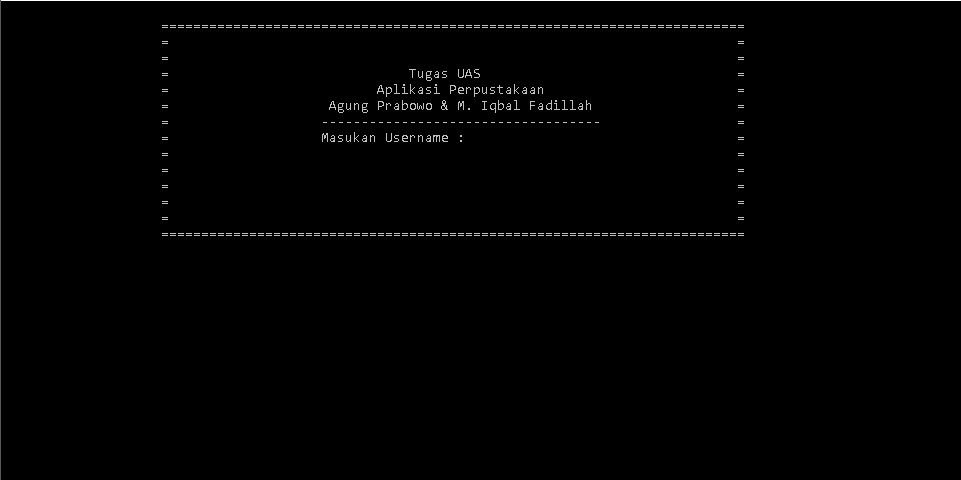 =========================================================================
= =
= =
= Tugas UAS =
= Aplikasi Perpustakaan =
= Agung Prabowo & M. Iqbal Fadillah =
= ----------------------------------- =
= Masukan Username : =
= =
= =
= =
= =
= =
=========================================================================